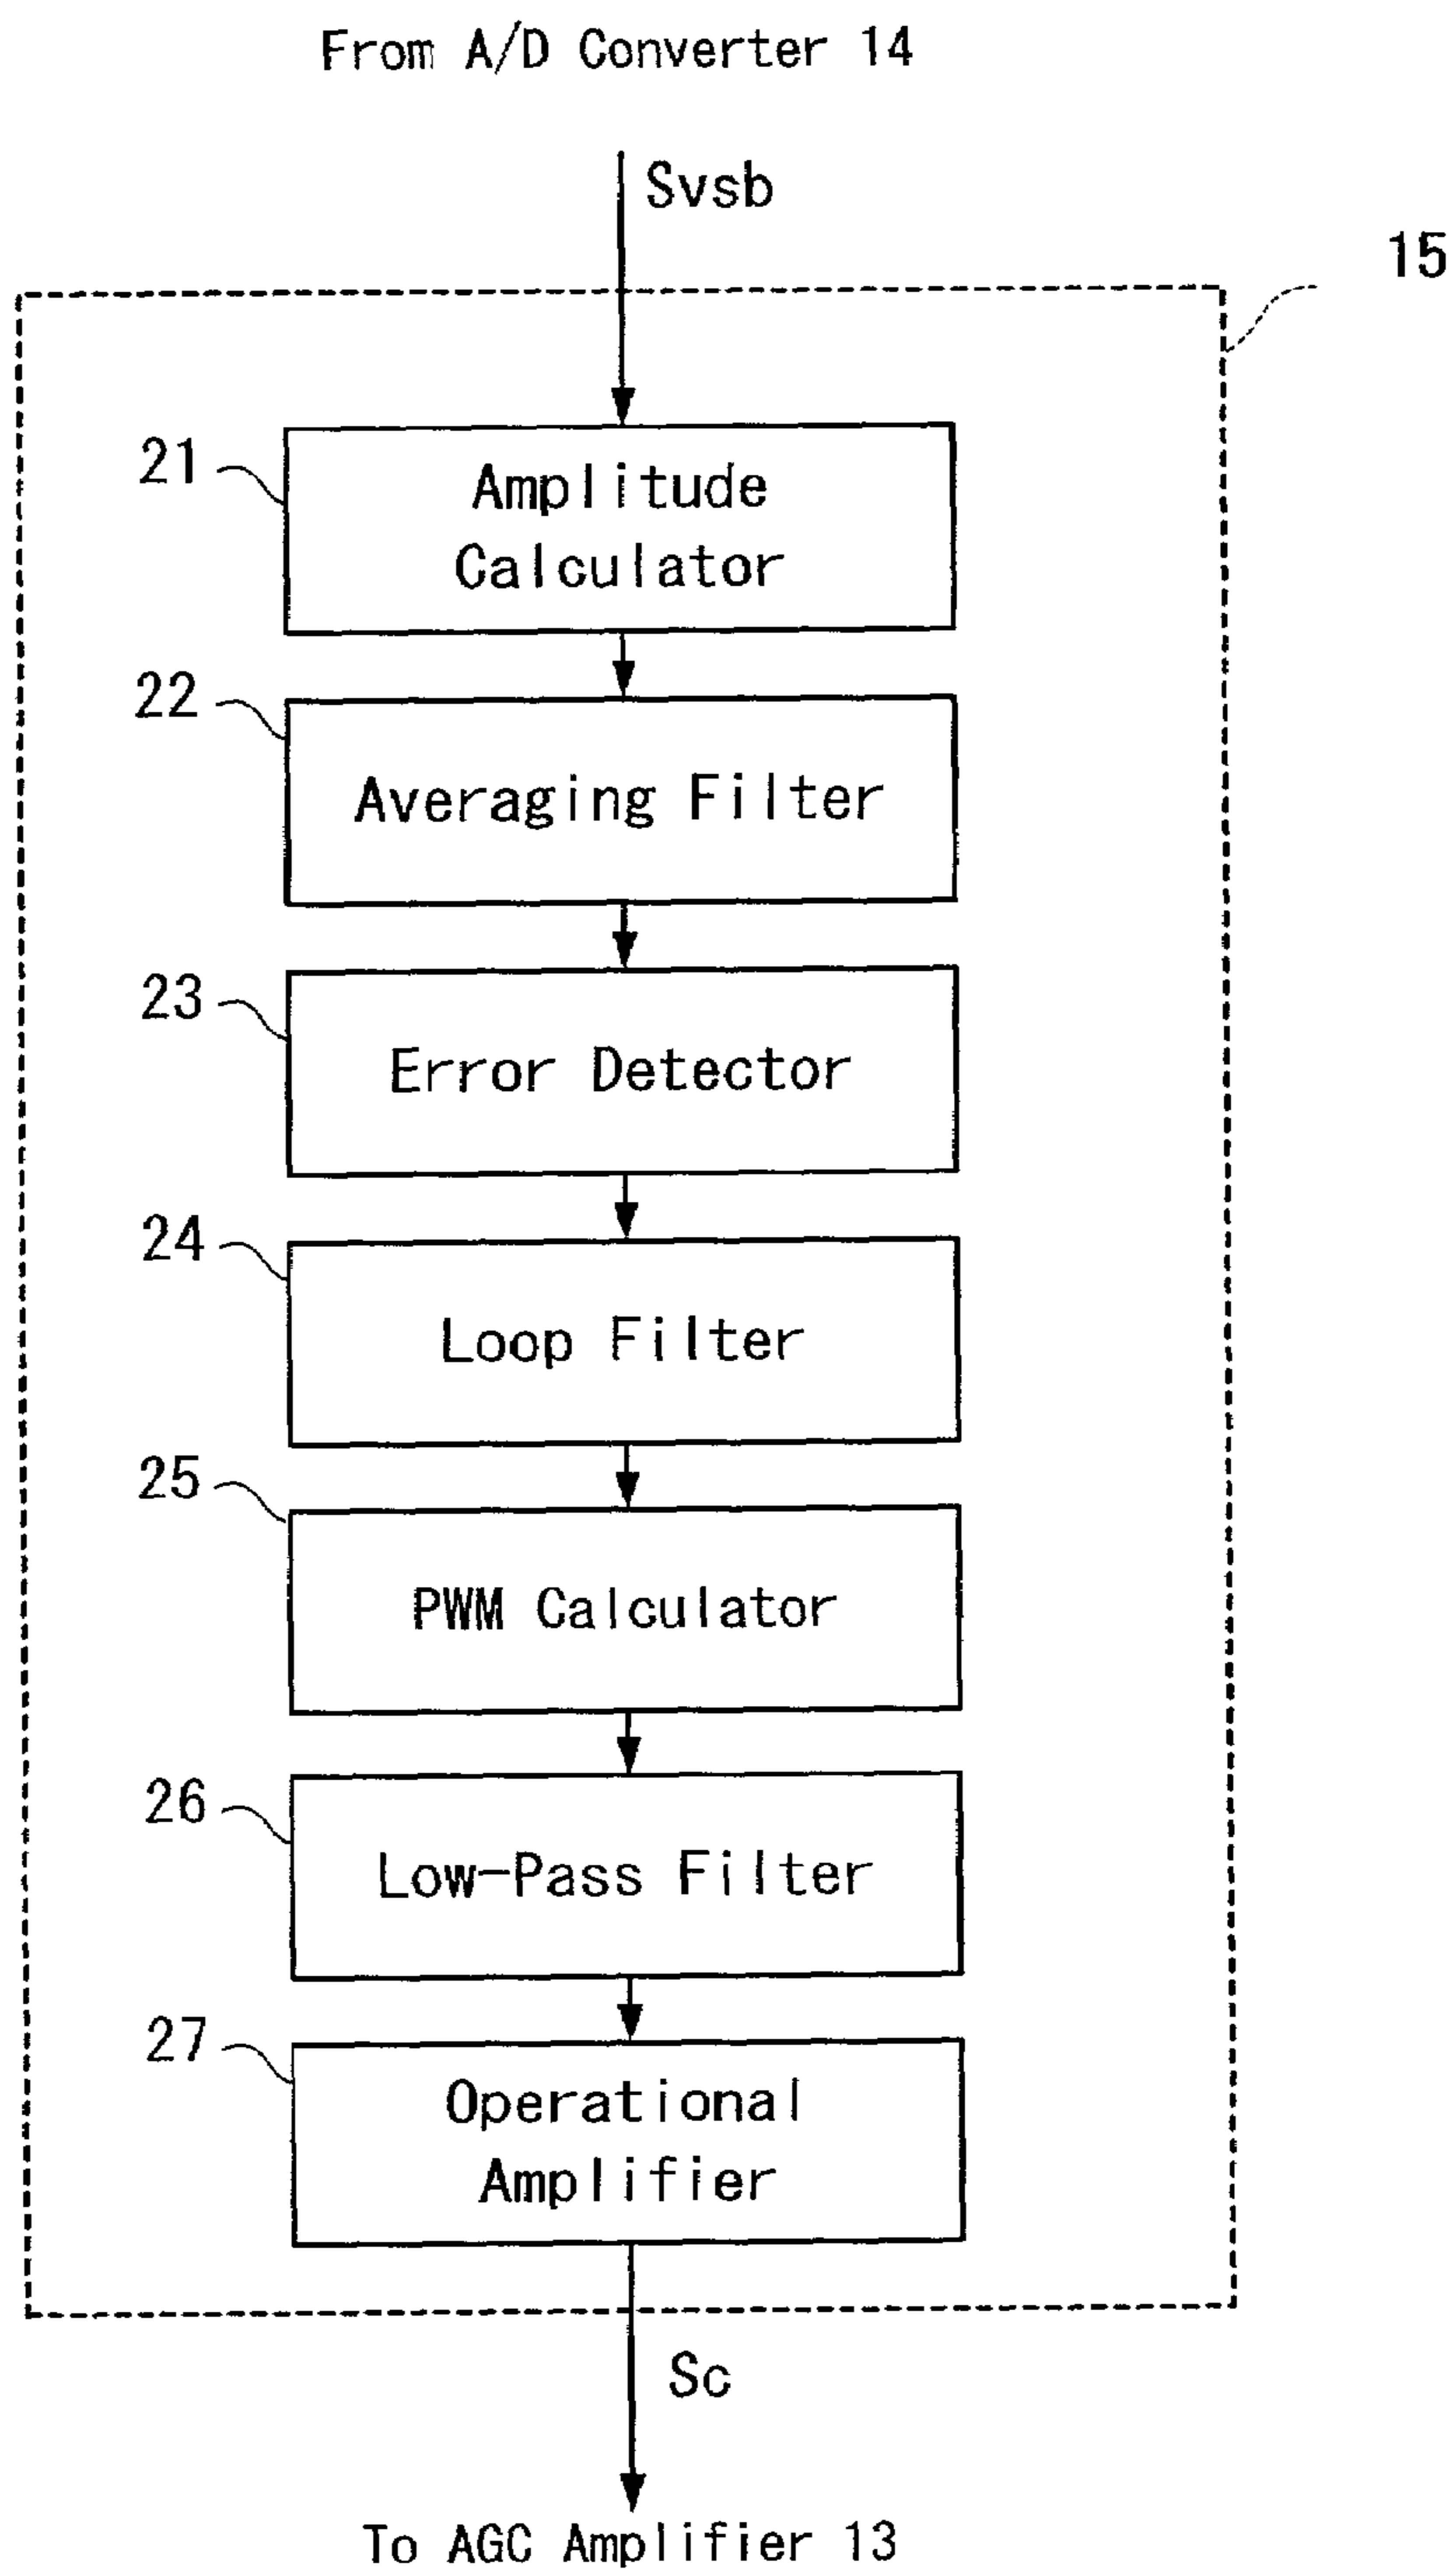 From A/D Converter 14
Svsb
15
21
Amplitude
Calculator
22
Averaging Filter
23
Error Detector
24
Loop Filter
25
PWM Calculator
26
Low-Pass Filter
27
Operational
Amplifier
Sc
To AGC Amplifier 13